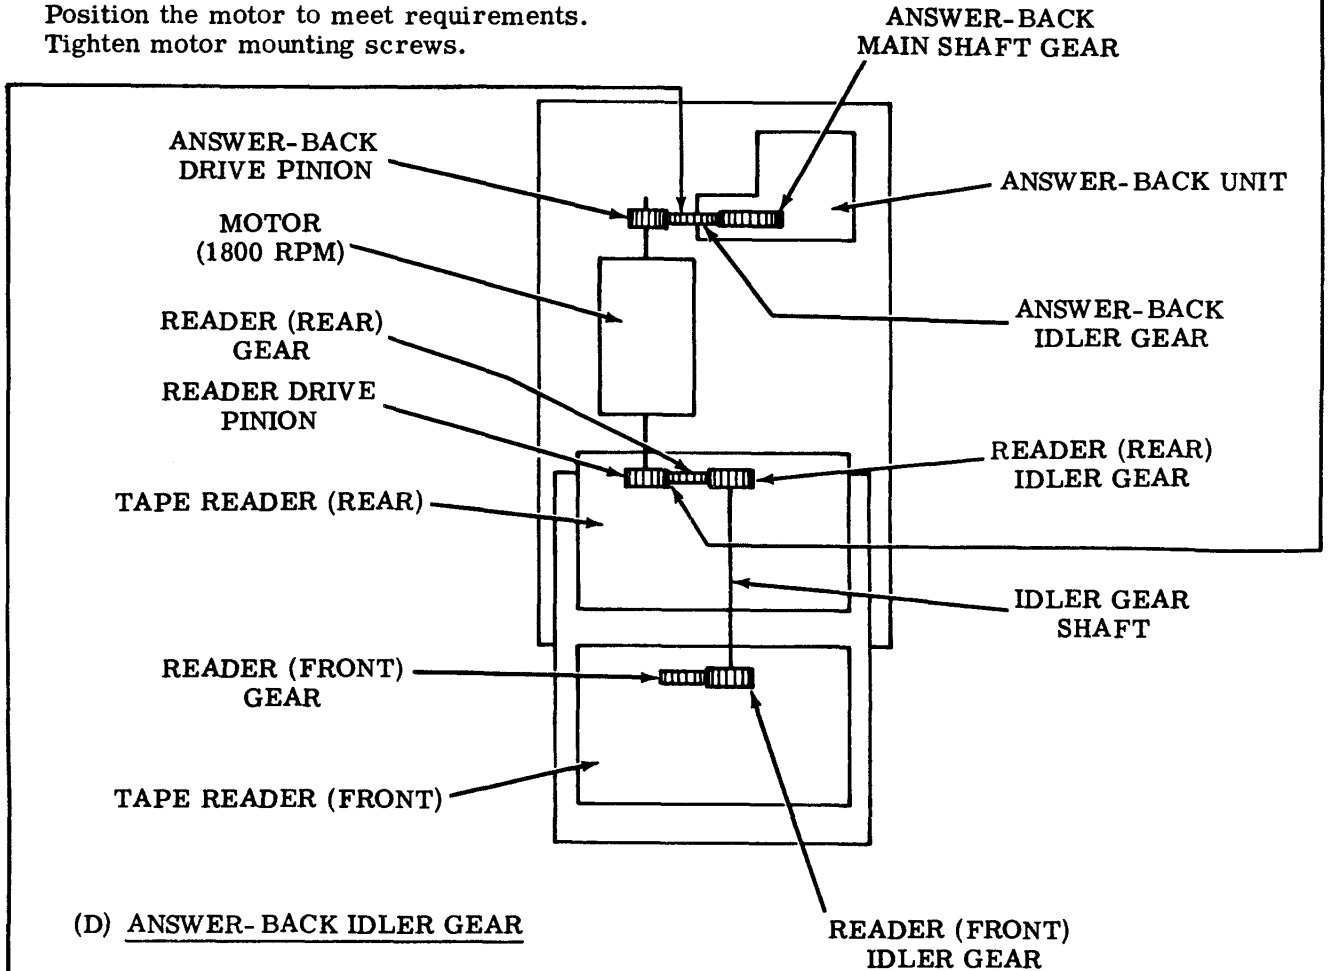 Position the motor to meet requirements.
Tighten motor mounting screws.
ANSWER-BACK
MAIN SHAFT GEAR
ANSWER-BACK
DRIVE PINION
ANSWER-BACK UNIT
MOTOR
(1800 RPM)
ANSWER-BACK
IDLER GEAR
READER (REAR)
GEAR
READER DRIVE
PINION
READER (REAR)
IDLER GEAR
TAPE READER (REAR)
IDLER GEAR
SHAFT
READER (FRONT)
GEAR
TAPE READER (FRONT)
(D) ANSWER-BACK IDLER GEAR
READER (FRONT)
IDLER GEAR